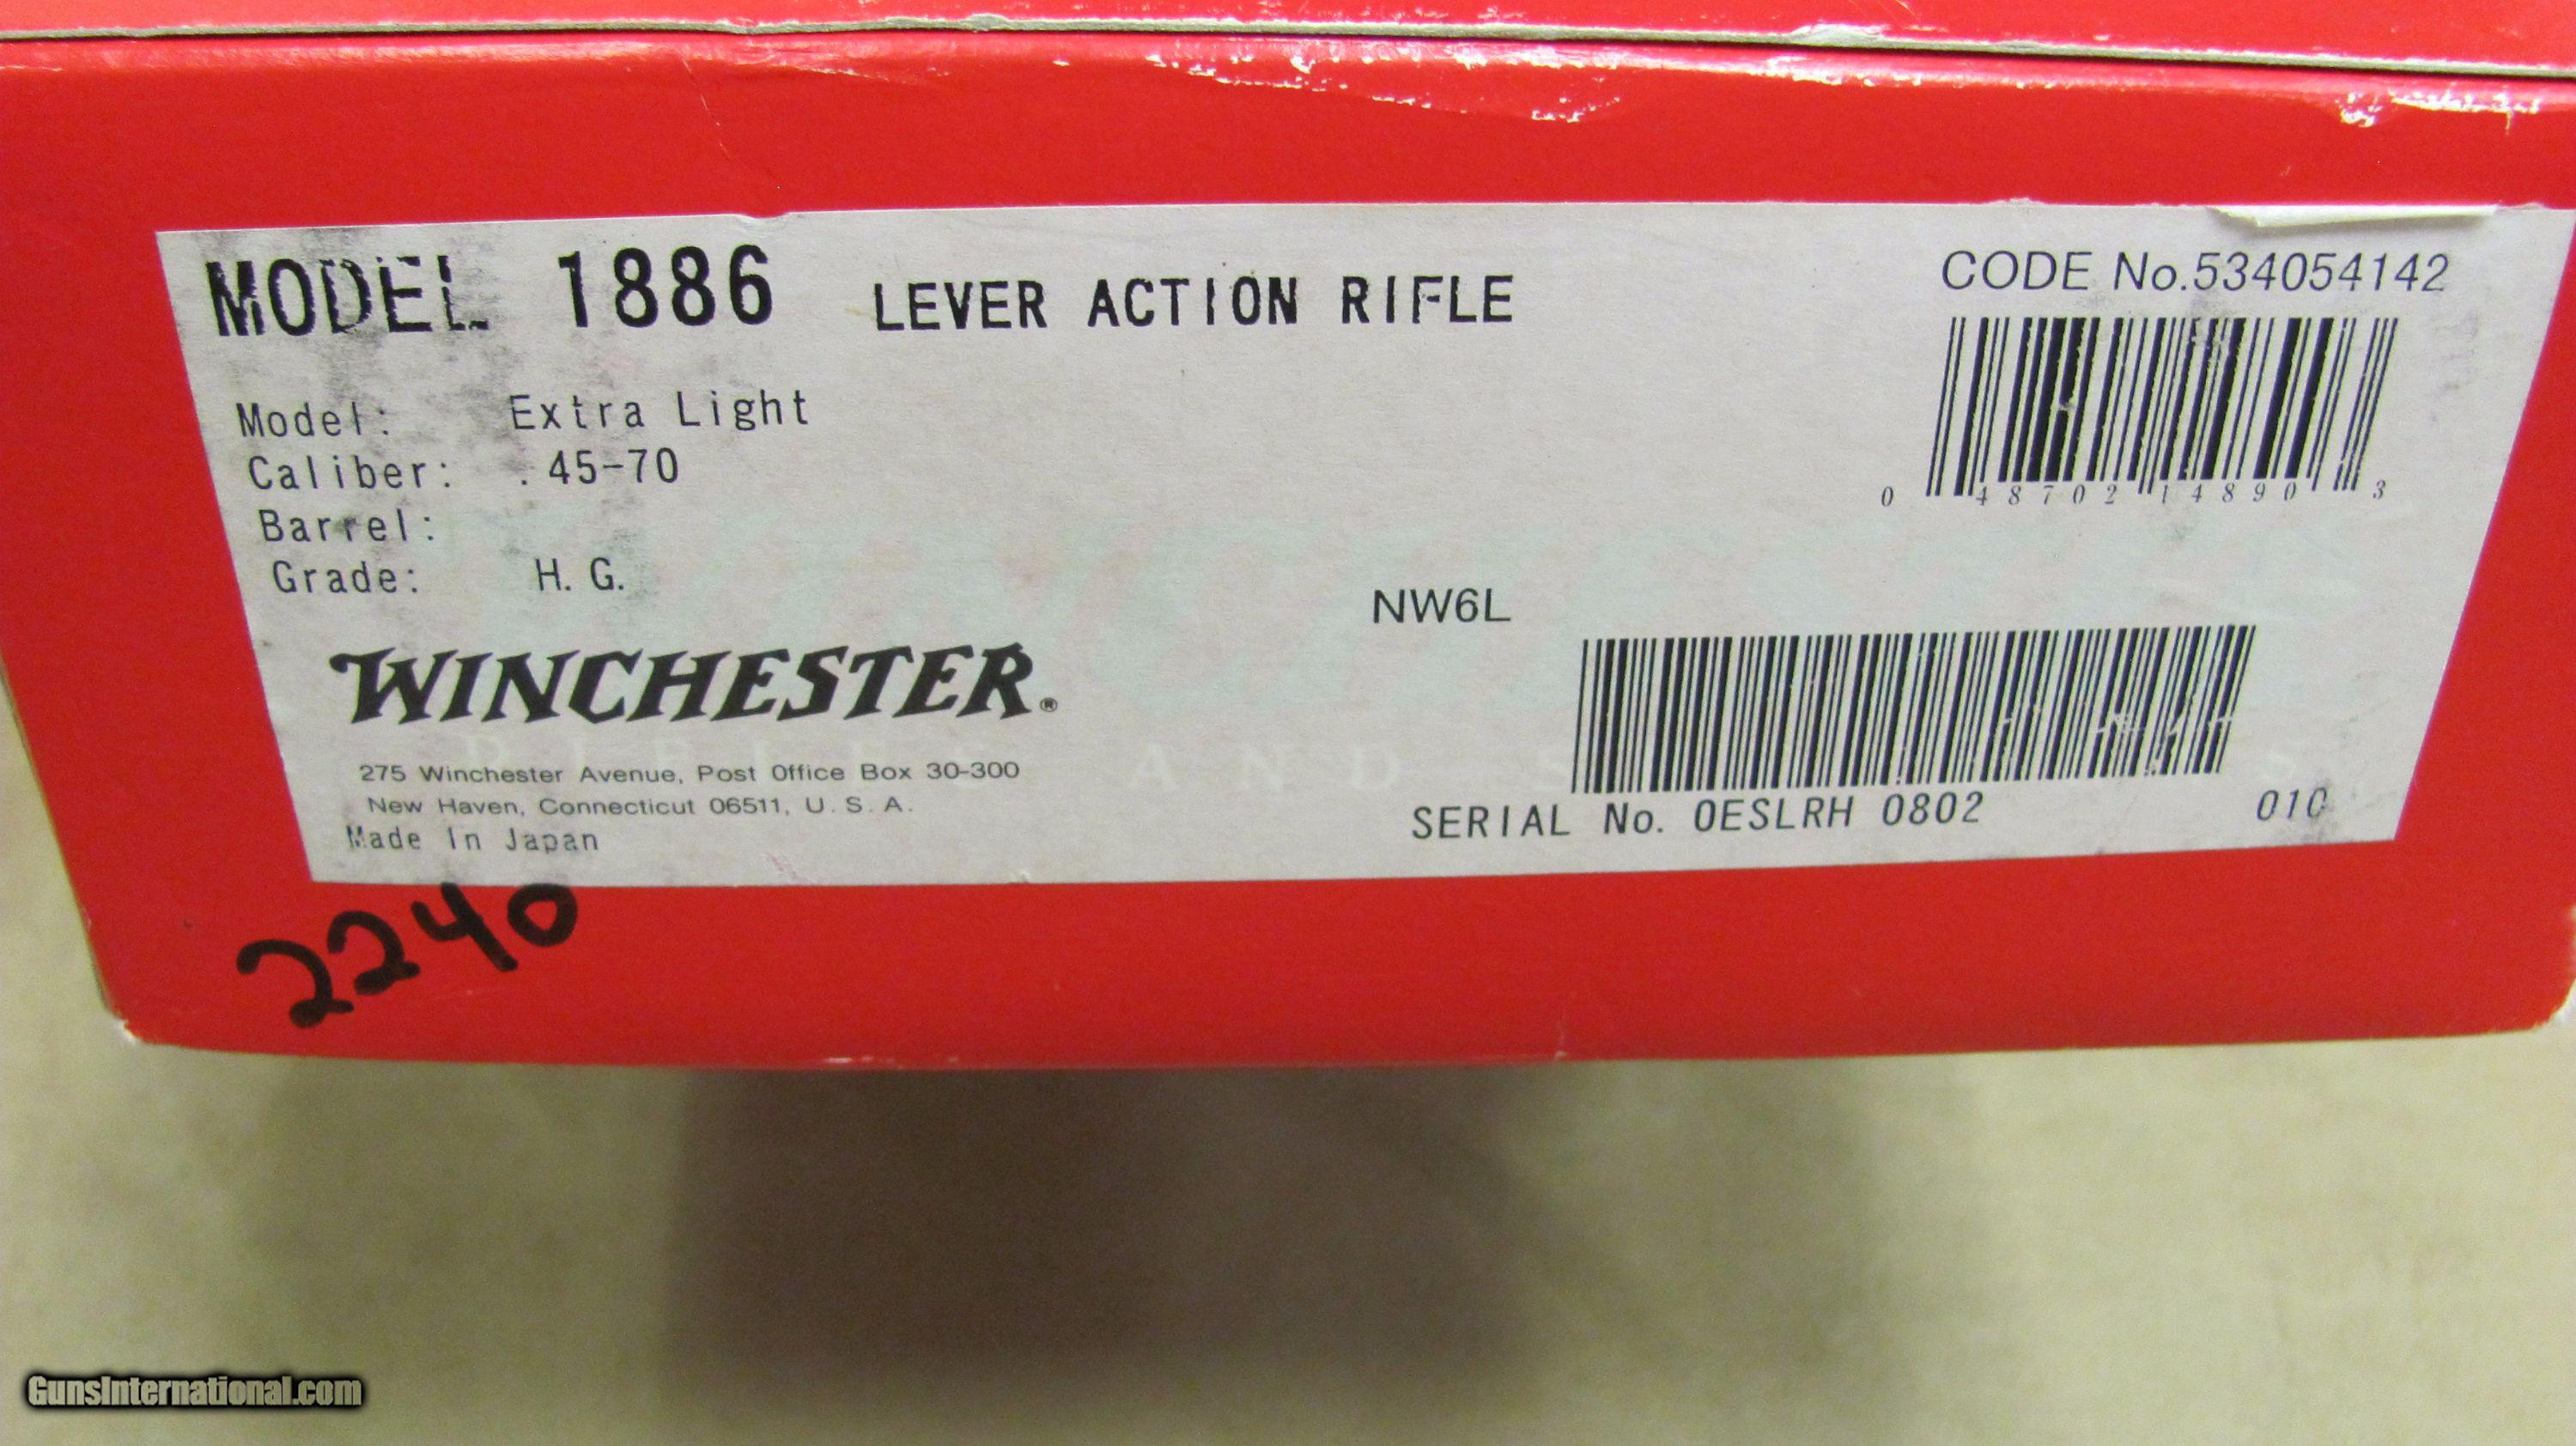 MODEL 1886 LEVER ACTION RIFLE
CODE No.534054142
Model: Extra Light
Caliber: .45-70
0 48702 14890 3
Barrel:
Grade: H. G.
NW6L
WINCHESTER®
RIFLES AND S
275 Winchester Avenue, Post Office Box 30-300
New Haven, Connecticut 06511, U. S. A.
Made In Japan
SERIAL No. 0ESLRH 0802 010
2240
GunsInternational.com